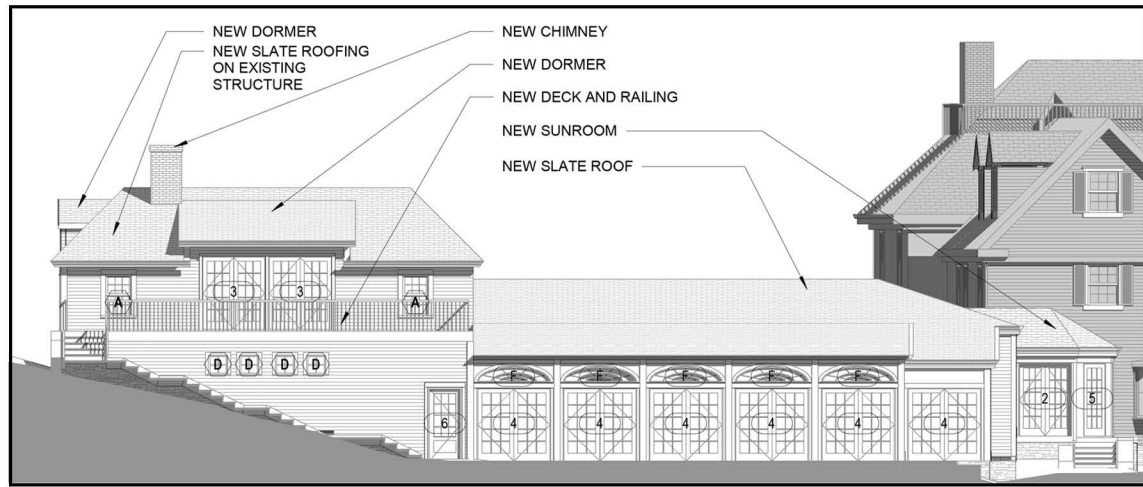 NEW DORMER
NEW SLATE ROOFING
ON EXISTING
STRUCTURE
NEW CHIMNEY
NEW DORMER
NEW DECK AND RAILING
NEW SUNROOM
NEW SLATE ROOF
A 3 3 A
D D D D
F F F F F
6 4 4 4 4 4 4 2 5